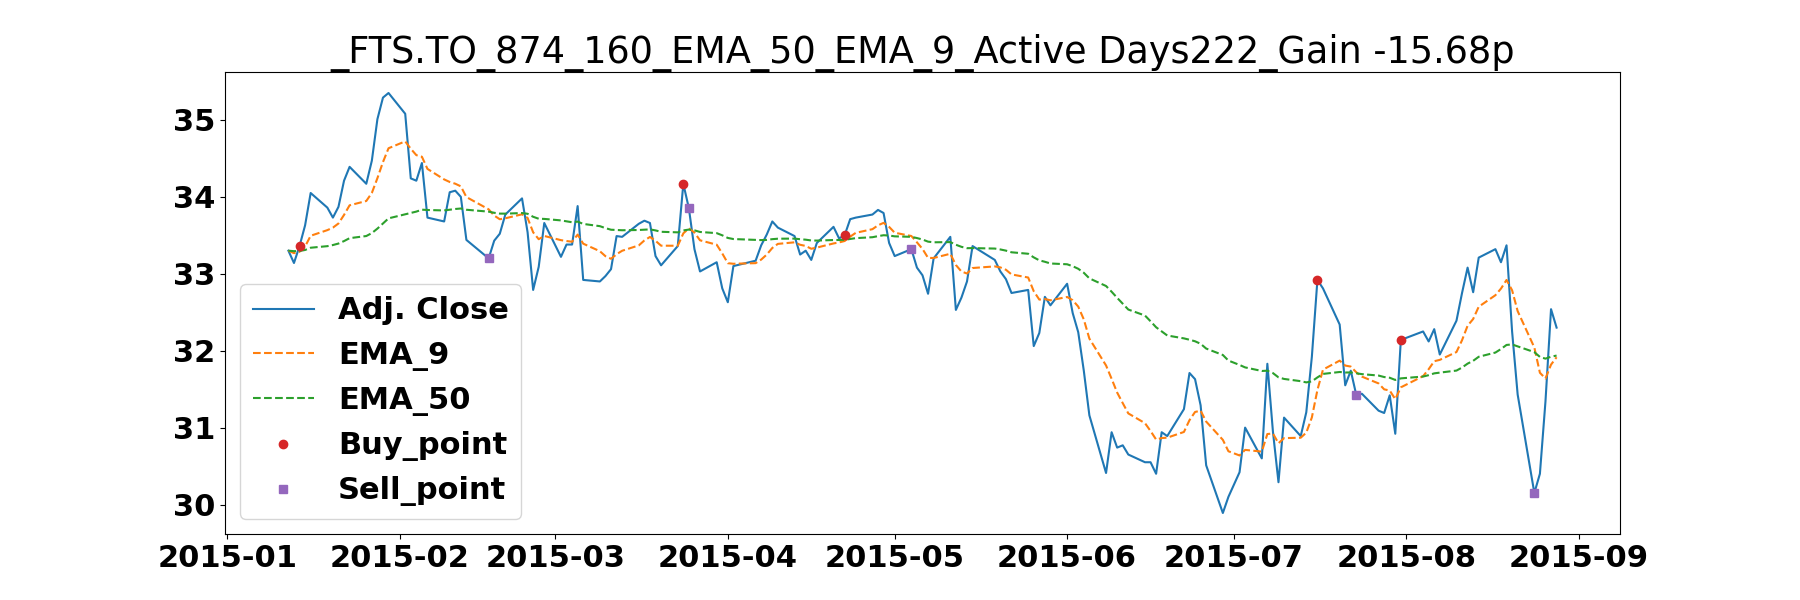 _FTS.TO_874_160_EMA_50_EMA_9_Active Days222_Gain -15.68p
35
34
33
32
31
30
Adj. Close
EMA_9
EMA_50
Buy_point
Sell_point
2015-01 2015-02 2015-03 2015-04 2015-05 2015-06 2015-07 2015-08 2015-09